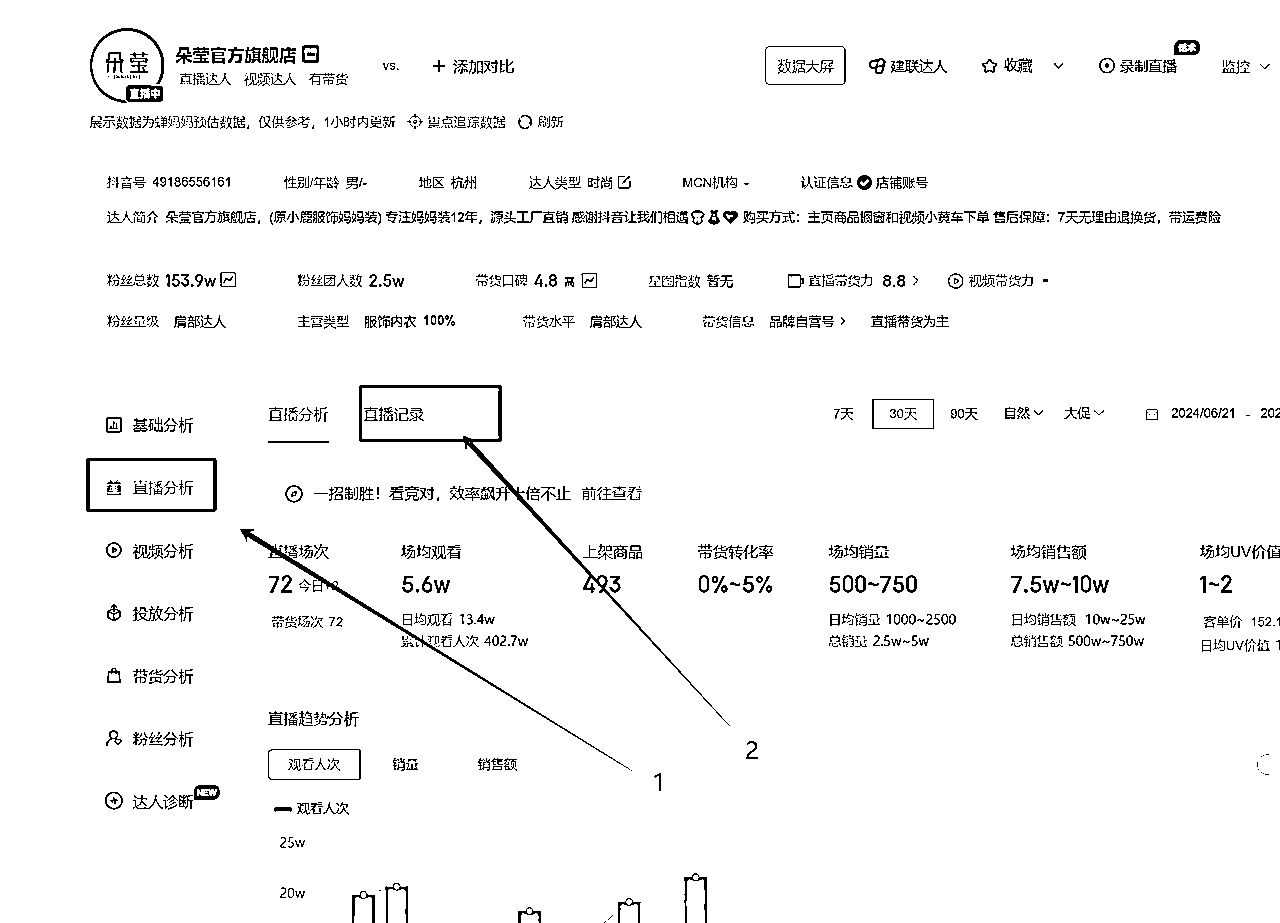 朵莹
直播中
朵莹官方旗舰店
直播达人 视频达人 有带货
vs.
+ 添加对比
数据大屏
建联达人
收藏
录制直播
监控
展示数据为蝉妈妈预估数据，仅供参考，1小时内更新 盯点追踪数据 刷新
抖音号 49186556161 性别/年龄 男/- 地区 杭州 达人类型 时尚 MCN机构 - 认证信息 店铺账号
达人简介 朵莹官方旗舰店，(原小鹿服饰妈妈装) 专注妈妈装12年，源头工厂直销 感谢抖音让我们相遇 购买方式：主页商品橱窗和视频小黄车下单 售后保障：7天无理由退换货，带运费险
粉丝总数 153.9w 粉丝团人数 2.5w 带货口碑 4.8 高 星图指数 暂无 直播带货力 8.8 > 视频带货力 -
粉丝星级 肩部达人 主营类型 服饰内衣 100% 带货水平 肩部达人 带货信息 品牌自营号 > 直播带货为主
基础分析
直播分析
视频分析
投放分析
带货分析
粉丝分析
达人诊断 NEW
直播分析 直播记录
7天 30天 90天 自然 大促 2024/06/21 - 202
一招制胜！看竞对，效率飙升十倍不止 前往查看
直播场次 场均观看 上架商品 带货转化率 场均销量 场均销售额 场均UV价值
72 今日 5.6w 493 0%~5% 500~750 7.5w~10w 1~2
带货场次 72 日均观看 13.4w 日均销量 1000~2500 日均销售额 10w~25w 客单价 152.1
累计观看人次 402.7w 总销量 2.5w~5w 总销售额 500w~750w 日均UV价值 1
直播趋势分析
观看人次 销量 销售额
观看人次
25w
20w
1
2